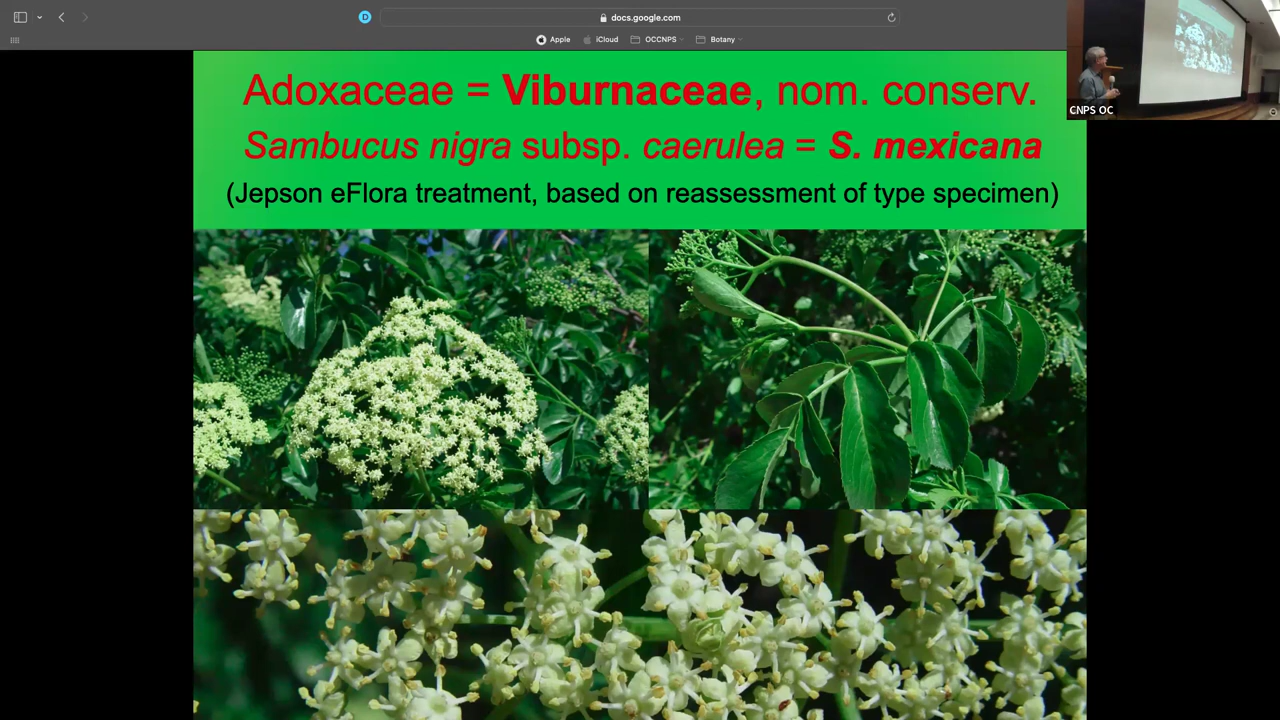 docs.google.com
Apple
iCloud
OCCNPS
Botany
D
CNPS OC
Adoxaceae = Viburnaceae, nom. conserv.
Sambucus nigra subsp. caerulea = S. mexicana
(Jepson eFlora treatment, based on reassessment of type specimen)